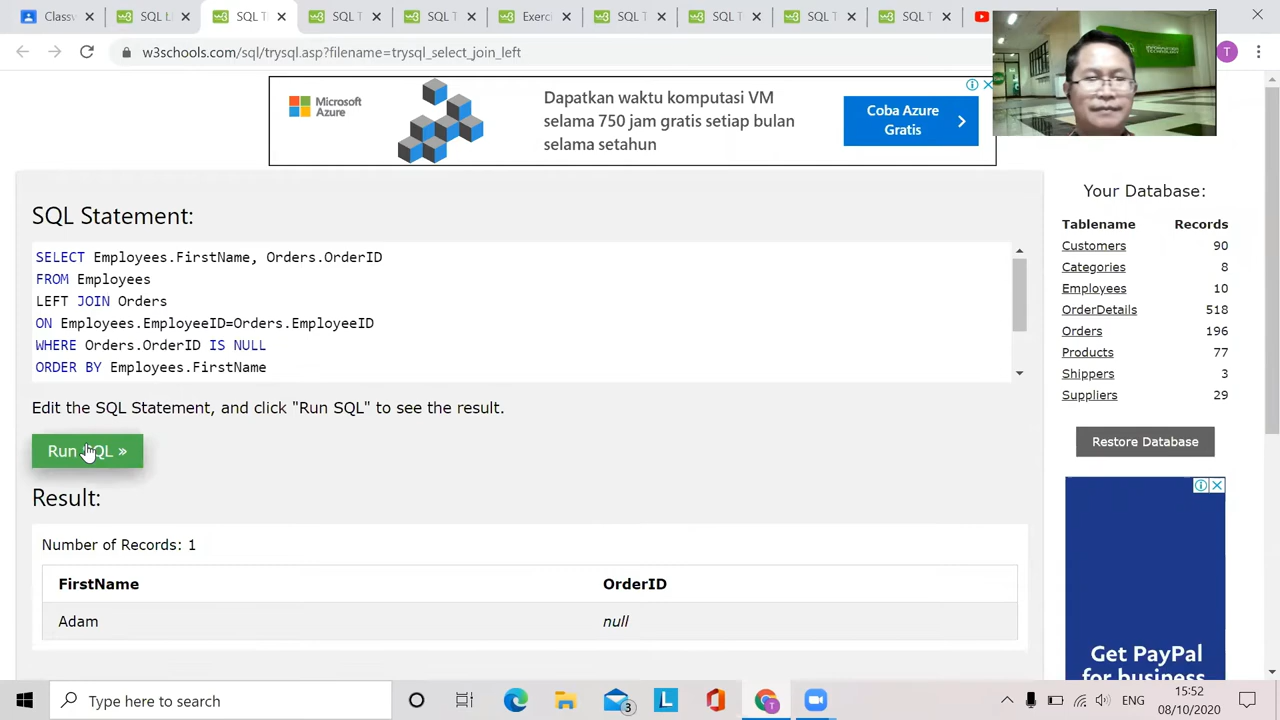 Classv
SQL L
SQL T
SQL T
SQL T
Exerc
SQL T
SQL T
SQL T
SQL T
w3schools.com/sql/trysql.asp?filename=trysql_select_join_left
T
Microsoft
Azure
Dapatkan waktu komputasi VM
selama 750 jam gratis setiap bulan
selama setahun
Coba Azure
Gratis
SQL Statement:
SELECT Employees.FirstName, Orders.OrderID
FROM Employees
LEFT JOIN Orders
ON Employees.EmployeeID=Orders.EmployeeID
WHERE Orders.OrderID IS NULL
ORDER BY Employees.FirstName
Edit the SQL Statement, and click "Run SQL" to see the result.
Run SQL »
Result:
Number of Records: 1
FirstName OrderID
Adam null
Your Database:
Tablename Records
Customers 90
Categories 8
Employees 10
OrderDetails 518
Orders 196
Products 77
Shippers 3
Suppliers 29
Restore Database
Get PayPal
for business
Type here to search
3
L
T
ENG
15:52
08/10/2020